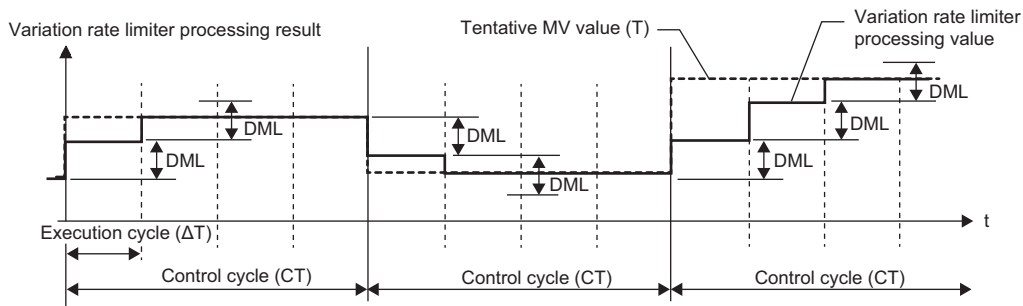 Variation rate limiter processing result
Tentative MV value (T)
Variation rate limiter
processing value
DML
DML
DML
DML
DML
DML
DML
t
Execution cycle (ΔT)
Control cycle (CT)
Control cycle (CT)
Control cycle (CT)